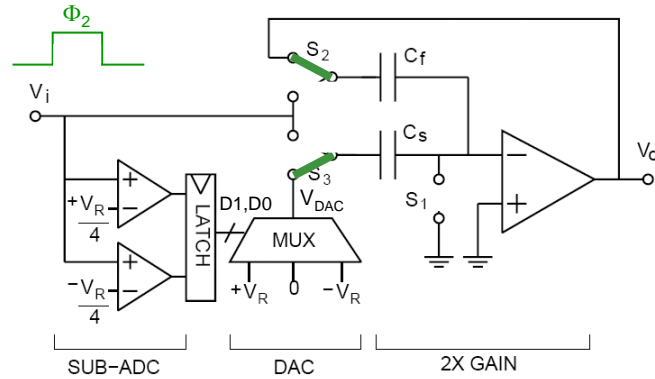 Φ2
S2
Cf
Vi
Cs
S3
VDAC
S1
Vo
+
−
+VR/4
+
−
−VR/4
LATCH
D1,D0
MUX
+VR 0 −VR
−
+
SUB−ADC
DAC
2X GAIN